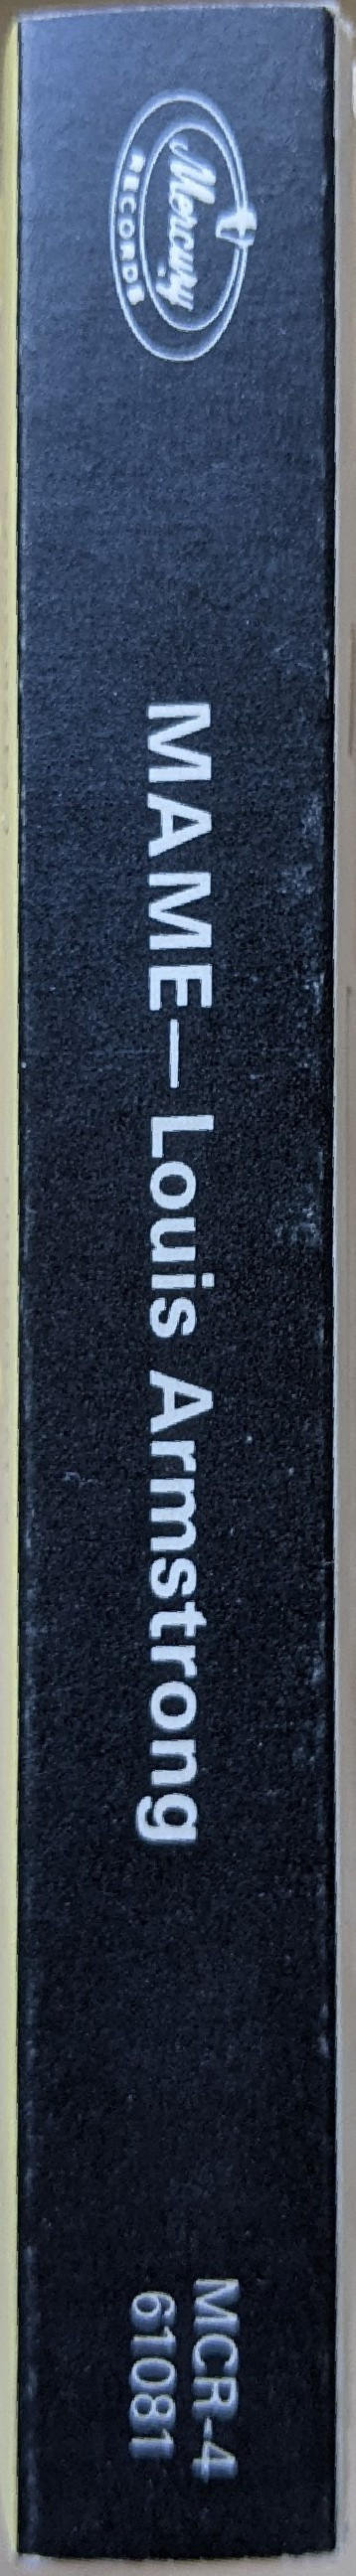 Mercury
RECORDS
MAME—Louis Armstrong
MCR-4
61081